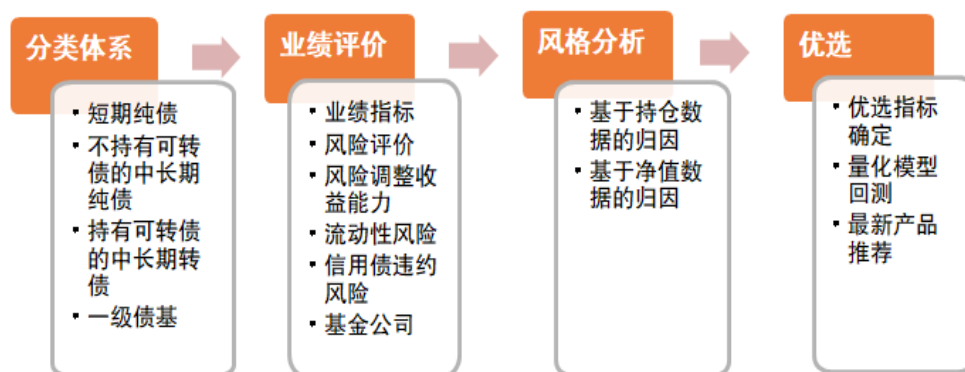 分类体系
短期纯债
不持有可转
债的中长期
纯债
持有可转债
的中长期转
债
一级债基
业绩评价
业绩指标
风险评价
风险调整收
益能力
流动性风险
信用债违约
风险
基金公司
风格分析
基于持仓数
据的归因
基于净值数
据的归因
优选
优选指标
确定
量化模型
回测
最新产品
推荐